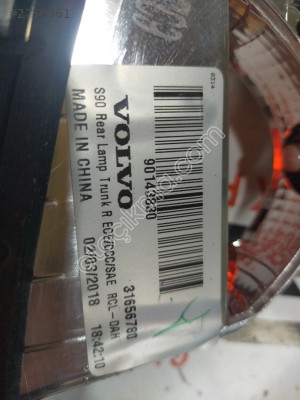 90143830
31656780
VOLVO
S90 Rear Lamp Trunk R ECE/CCC/SAE RCL-DAH
MADE IN CHINA
02/03/2018 18:42:10